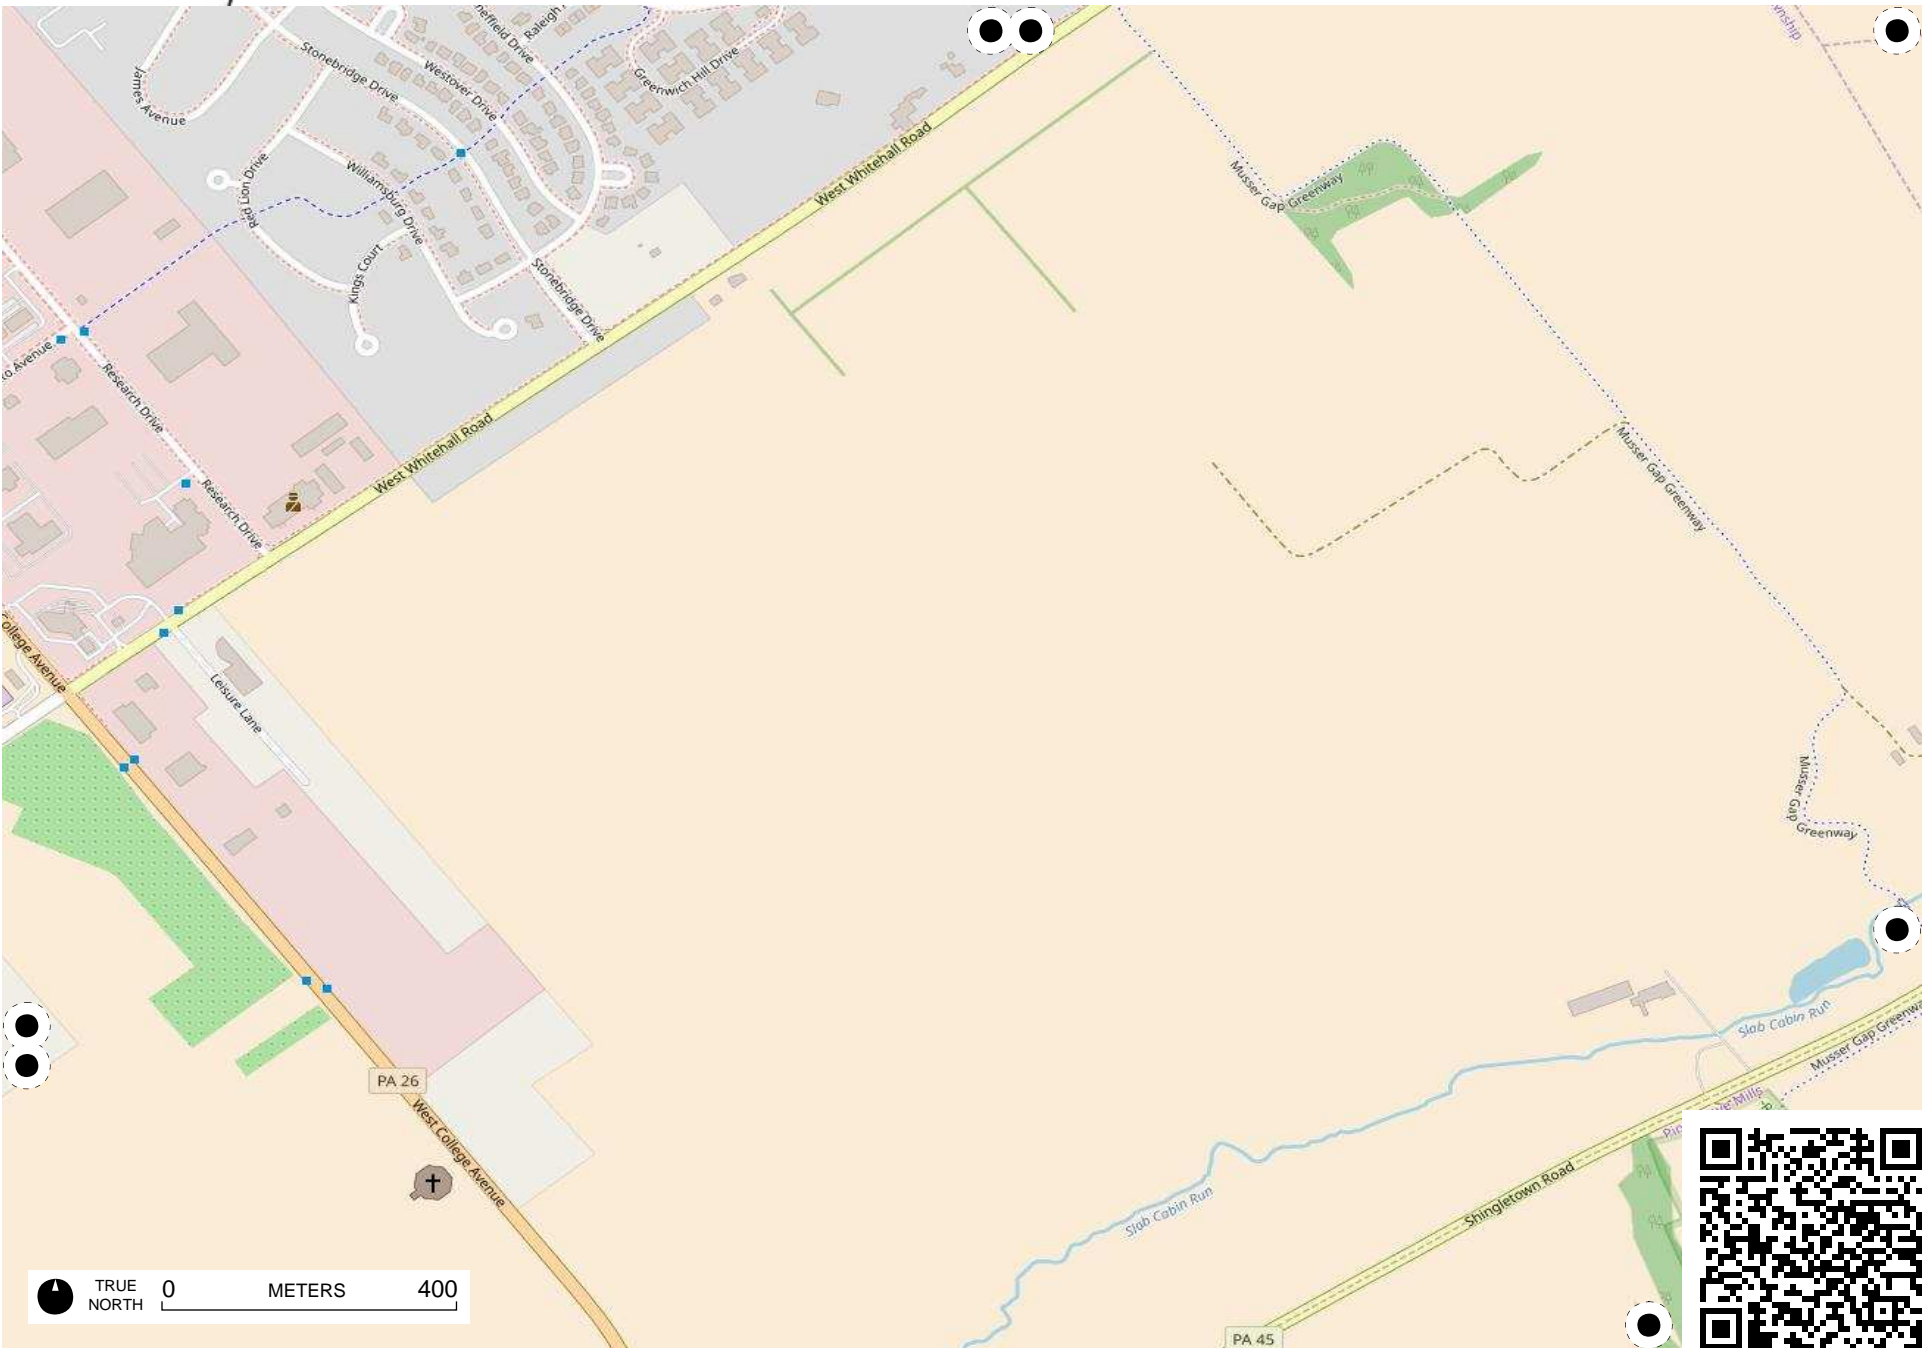 James Avenue
Stonebridge Drive
Westover Drive
Greenwich Hill Drive
West Whitehall Road
Musser
Gap Greenway
Red Lion Drive
Williamsburg Drive
Kings Court
Stonebridge Drive
Avenue
Research Drive
West Whitehall Road
Research Drive
Musser Gap Greenway
College Avenue
Leisure Lane
Musser Gap Greenway
Slab Cabin Run
Musser Gap
PA 26
West College Avenue
Mills
Slab Cabin Run
Shingletown Road
TRUE
NORTH
0
METERS
400
PA 45